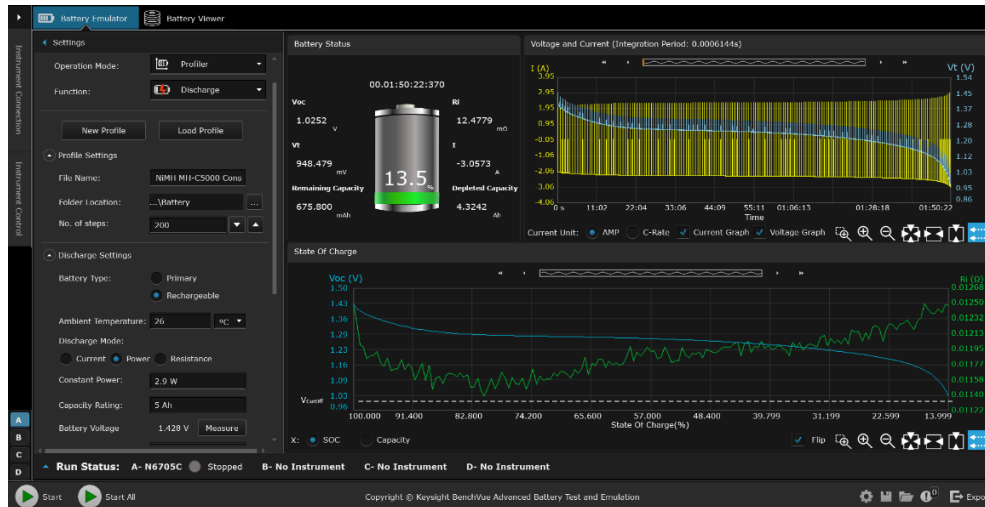 Battery Emulator
Battery Viewer
Instrument Connection
Instrument Control
A
B
C
D
Settings
Operation Mode: Profiler
Function: Discharge
New Profile Load Profile
Profile Settings
File Name: NiMH MH-C5000 Cons
Folder Location: ...\Battery ...
No. of steps: 200
Discharge Settings
Battery Type: Primary
Rechargeable
Ambient Temperature: 26 ºC
Discharge Mode:
Current Power Resistance
Constant Power: 2.9 W
Capacity Rating: 5 Ah
Battery Voltage 1.428 V Measure
Battery Status
00.01:50:22:370
Voc
1.0252 V
Ri
12.4779 mΩ
Vt
948.479 mV
I
-3.0573 A
13.5 %
Remaining Capacity
675.800 mAh
Depleted Capacity
4.3242 Ah
Voltage and Current (Integration Period: 0.0006144s)
I (A)
3.95
2.95
1.95
0.95
-0.05
-1.06
-2.06
-3.06
-4.06
Vt (V)
1.54
1.45
1.37
1.28
1.20
1.12
1.03
0.95
0.86
0 s 11:02 22:04 33:06 44:09 55:11 01:06:13 01:28:18 01:50:22
Time
Current Unit: AMP C-Rate Current Graph Voltage Graph
State Of Charge
Voc (V)
1.50
1.43
1.36
1.29
1.23
1.16
1.09
1.03
0.96
Vcutoff
Ri (Ω)
0.01268
0.01250
0.01232
0.01213
0.01195
0.01177
0.01158
0.01140
0.01122
100.000 91.400 82.800 74.200 65.600 57.000 48.400 39.799 31.199 22.599 13.999
State Of Charge(%)
X: SOC Capacity
Flip
Run Status: A- N6705C Stopped B- No Instrument C- No Instrument D- No Instrument
Start Start All
Copyright © Keysight BenchVue Advanced Battery Test and Emulation
0
Expo